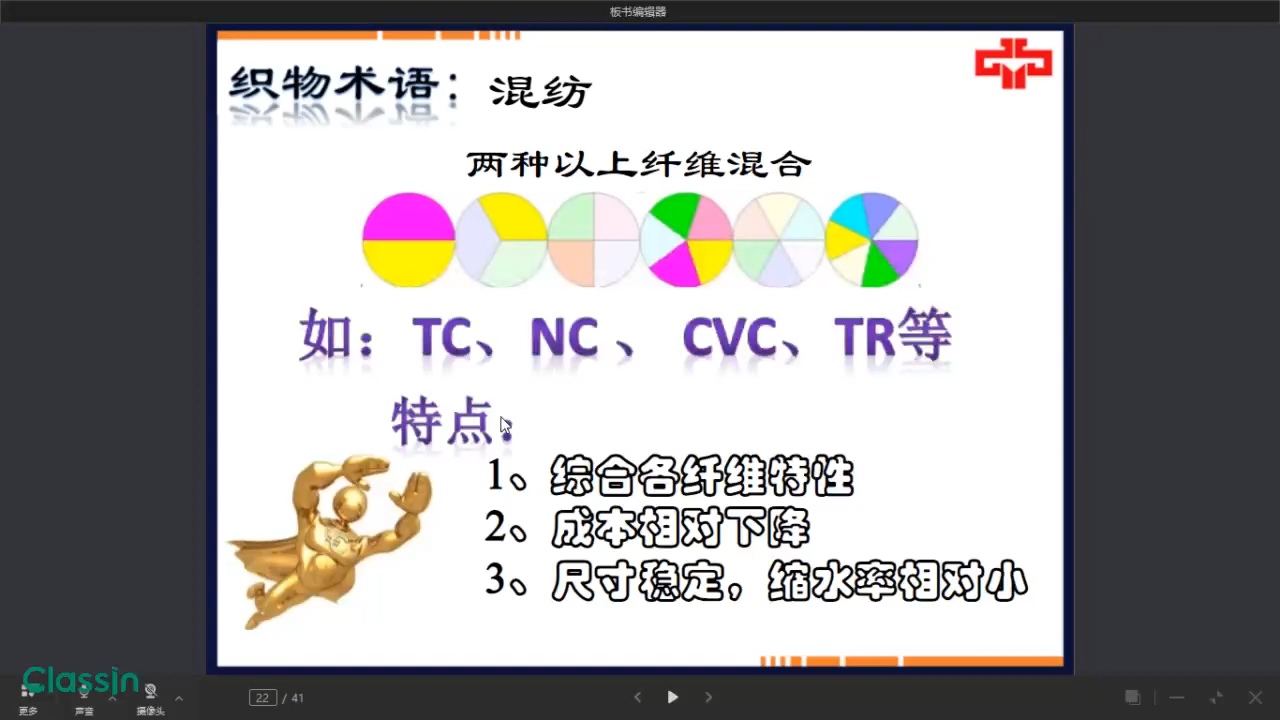 板书编辑器
织物术语：混纺
两种以上纤维混合
如：TC、NC 、 CVC、TR等
特点：
1、综合各纤维特性
2、成本相对下降
3、尺寸稳定，缩水率相对小
ClassIn
更多 声音 摄像头
22 / 41